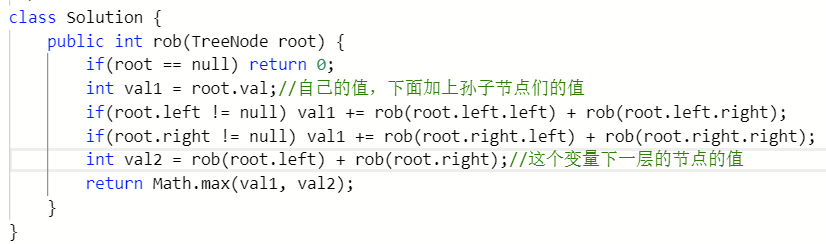 class Solution {
    public int rob(TreeNode root) {
        if(root == null) return 0;
        int val1 = root.val;//自己的值，下面加上孙子节点们的值
        if(root.left != null) val1 += rob(root.left.left) + rob(root.left.right);
        if(root.right != null) val1 += rob(root.right.left) + rob(root.right.right);
        int val2 = rob(root.left) + rob(root.right);//这个变量下一层的节点的值
        return Math.max(val1, val2);
    }
}